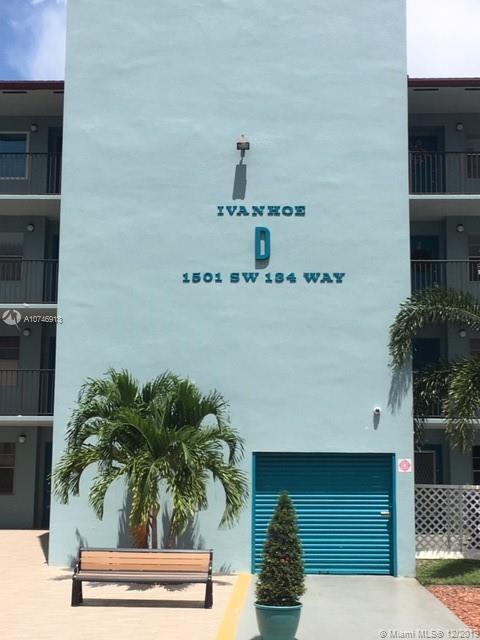 IVANHOE
D
1501 SW 134 WAY
A10746913
© Miami MLS® 12/2019